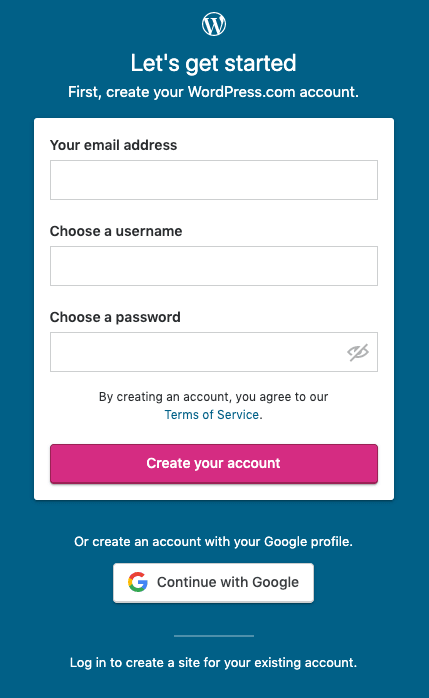 Let's get started
First, create your WordPress.com account.
Your email address
Choose a username
Choose a password
By creating an account, you agree to our
Terms of Service.
Create your account
Or create an account with your Google profile.
Continue with Google
Log in to create a site for your existing account.